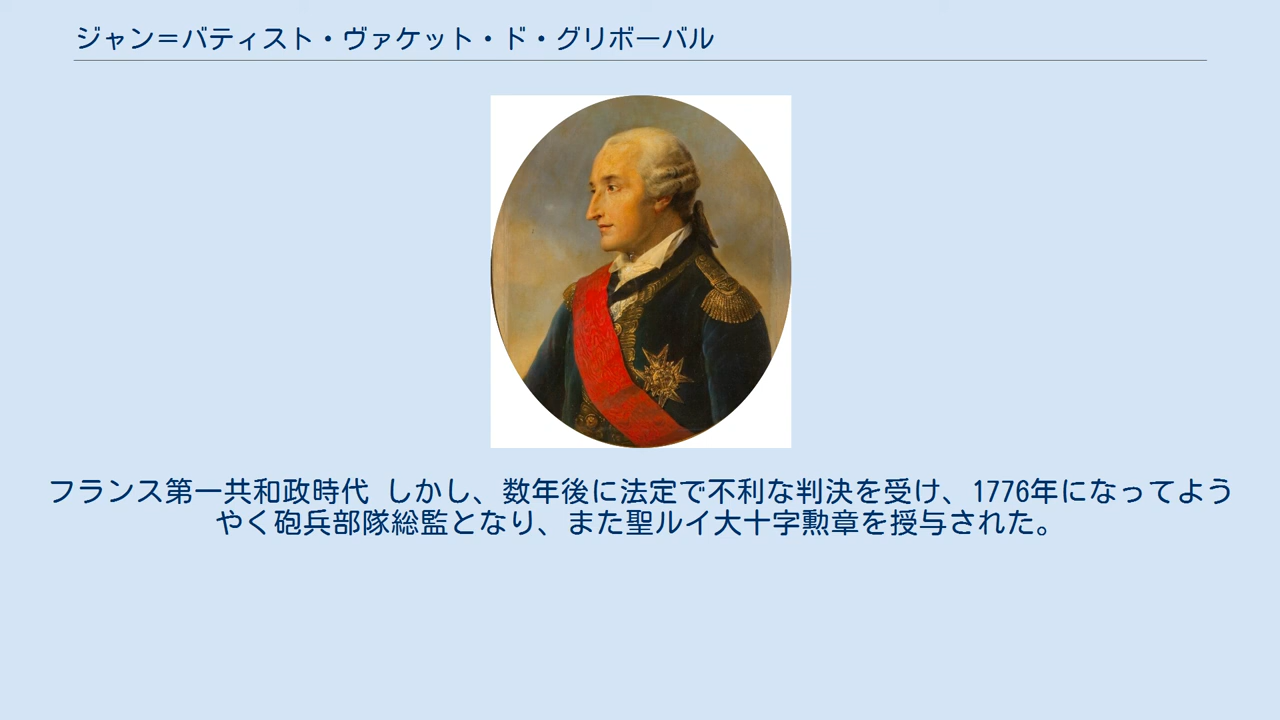 ジャン＝バティスト・ヴァケット・ド・グリボーバル
フランス第一共和政時代 しかし、数年後に法定で不利な判決を受け、1776年になってよう
やく砲兵部隊総監となり、また聖ルイ大十字勲章を授与された。